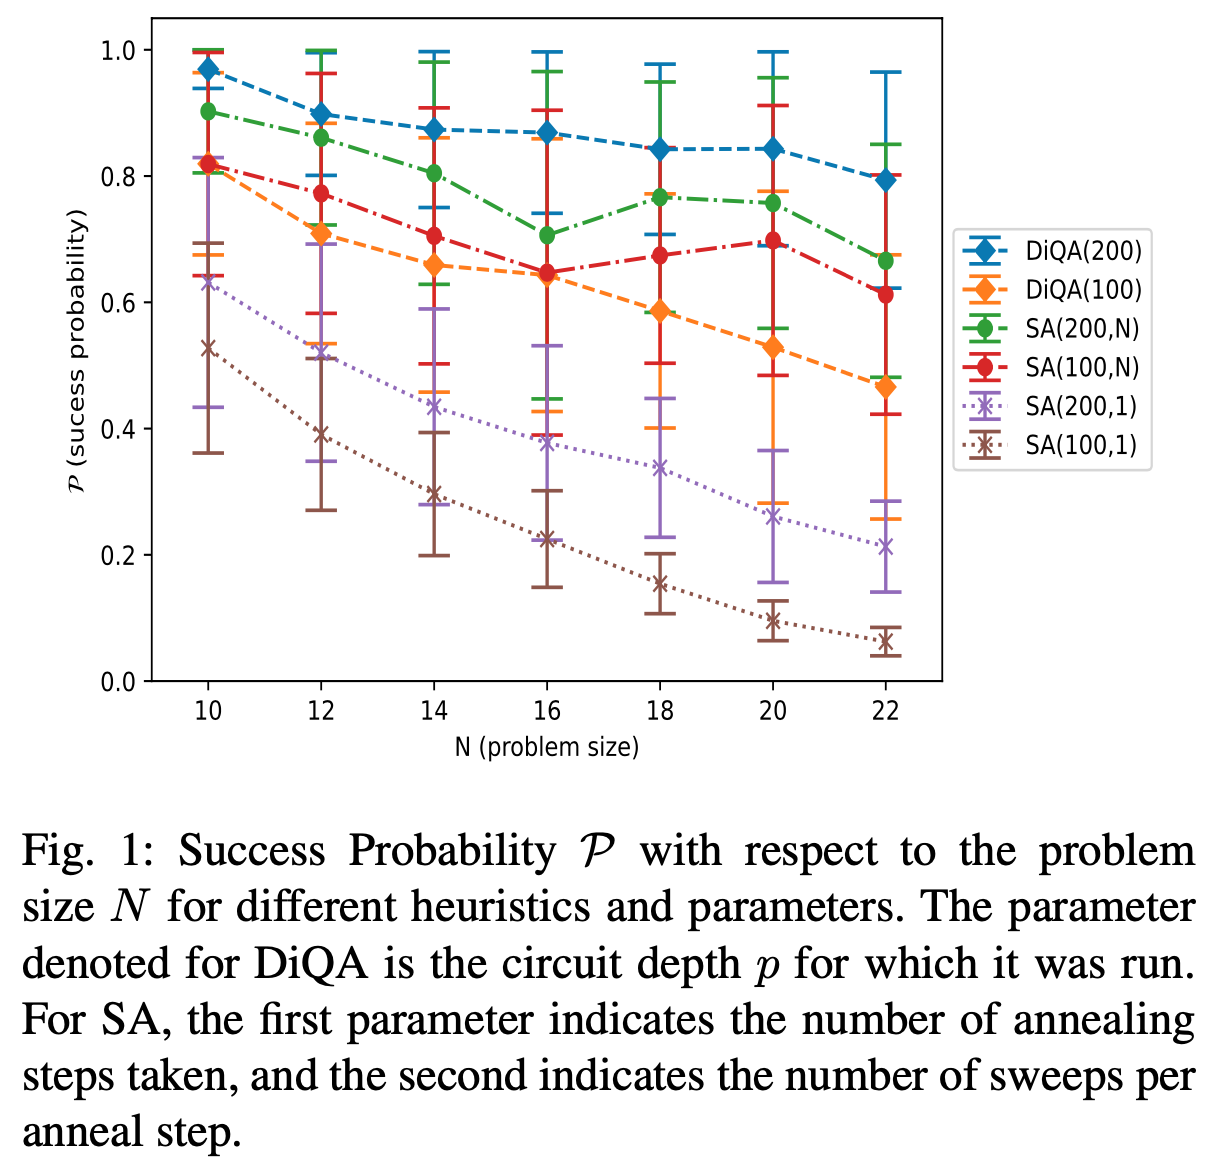 1.0
0.8
0.6
0.4
0.2
0.0
𝒫 (sucess probability)
10 12 14 16 18 20 22
N (problem size)
DiQA(200)
DiQA(100)
SA(200,N)
SA(100,N)
SA(200,1)
SA(100,1)
Fig. 1: Success Probability 𝒫 with respect to the problem
size N for different heuristics and parameters. The parameter
denoted for DiQA is the circuit depth p for which it was run.
For SA, the first parameter indicates the number of annealing
steps taken, and the second indicates the number of sweeps per
anneal step.